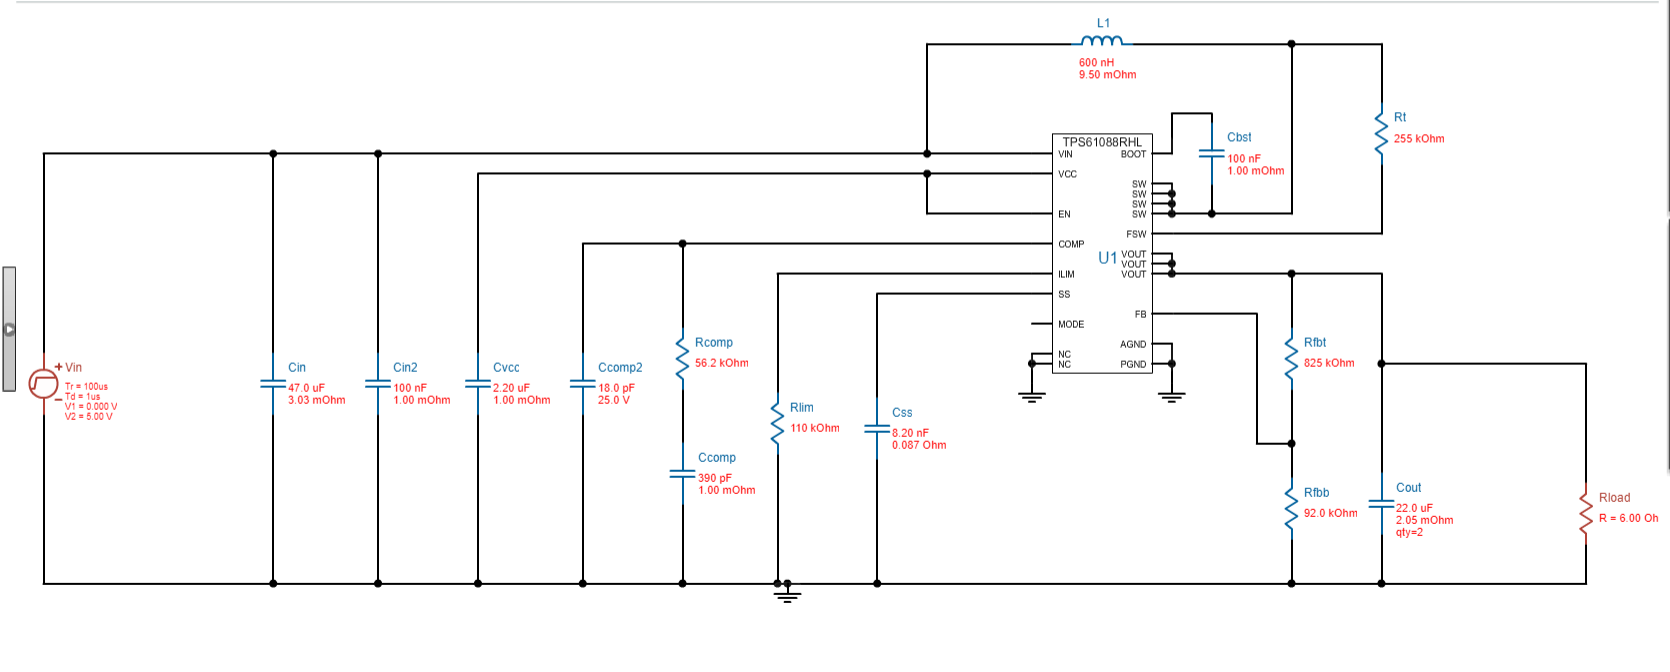 L1
600 nH
9.50 mOhm
Rt
255 kOhm
Cbst
100 nF
1.00 mOhm
TPS61088RHL
VIN
BOOT
VCC
SW
SW
SW
EN
SW
FSW
COMP
U1
VOUT
VOUT
ILIM
VOUT
SS
FB
MODE
AGND
NC
NC
PGND
+ Vin
Tr = 100us
Td = 1us
V1 = 0.000 V
V2 = 5.00 V
Cin
47.0 uF
3.03 mOhm
Cin2
100 nF
1.00 mOhm
Cvcc
2.20 uF
1.00 mOhm
Ccomp2
18.0 pF
25.0 V
Rcomp
56.2 kOhm
Ccomp
390 pF
1.00 mOhm
Rlim
110 kOhm
Css
8.20 nF
0.087 Ohm
Rfbt
825 kOhm
Rfbb
92.0 kOhm
Cout
22.0 uF
2.05 mOhm
qty=2
Rload
R = 6.00 Oh